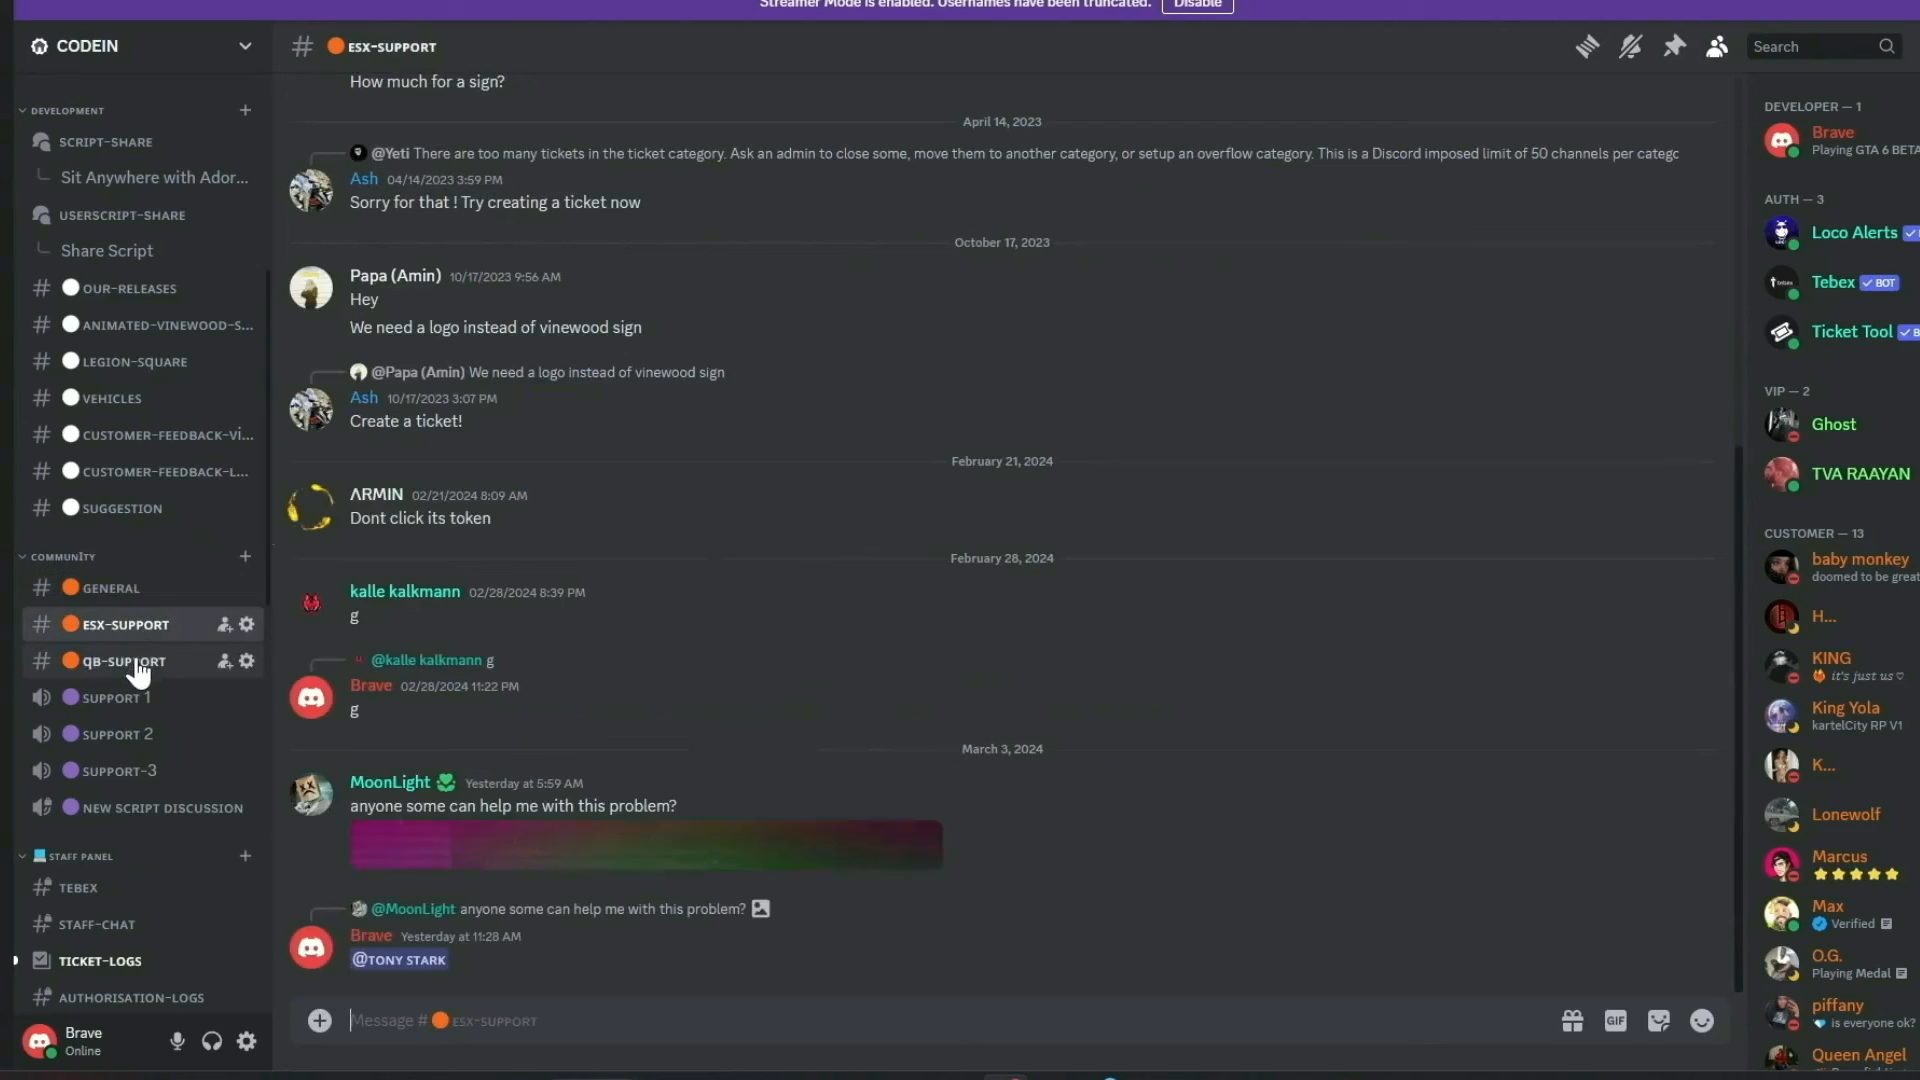 Streamer Mode is enabled. Usernames have been truncated. Disable
CODEIN
DEVELOPMENT
SCRIPT-SHARE
Sit Anywhere with Ador...
USERSCRIPT-SHARE
Share Script
OUR-RELEASES
ANIMATED-VINEWOOD-S...
LEGION-SQUARE
VEHICLES
CUSTOMER-FEEDBACK-VI...
CUSTOMER-FEEDBACK-L...
SUGGESTION
COMMUNİTY
GENERAL
ESX-SUPPORT
QB-SUPPORT
SUPPORT 1
SUPPORT 2
SUPPORT-3
NEW SCRIPT DISCUSSION
STAFF PANEL
TEBEX
STAFF-CHAT
TICKET-LOGS
AUTHORISATION-LOGS
Brave
Online
# ESX-SUPPORT
Search
How much for a sign?
April 14, 2023
@Yeti There are too many tickets in the ticket category. Ask an admin to close some, move them to another category, or setup an overflow category. This is a Discord imposed limit of 50 channels per categc
Ash 04/14/2023 3:59 PM
Sorry for that ! Try creating a ticket now
October 17, 2023
Papa (Amin) 10/17/2023 9:56 AM
Hey
We need a logo instead of vinewood sign
@Papa (Amin) We need a logo instead of vinewood sign
Ash 10/17/2023 3:07 PM
Create a ticket!
February 21, 2024
ΛRMIN 02/21/2024 8:09 AM
Dont click its token
February 28, 2024
kalle kalkmann 02/28/2024 8:39 PM
g
@kalle kalkmann g
Brave 02/28/2024 11:22 PM
g
March 3, 2024
MoonLight Yesterday at 5:59 AM
anyone some can help me with this problem?
@MoonLight anyone some can help me with this problem?
Brave Yesterday at 11:28 AM
@TONY STARK
Message # ESX-SUPPORT
GIF
DEVELOPER — 1
Brave
Playing GTA 6 BETA
AUTH — 3
Loco Alerts
Tebex BOT
Ticket Tool
VIP — 2
Ghost
TVA RAAYAN
CUSTOMER — 13
baby monkey
doomed to be great
H...
KING
it's just us ♡
King Yola
kartelCity RP V1
K...
Lonewolf
Marcus
⭐⭐⭐⭐⭐
Max
Verified
O.G.
Playing Medal
piffany
is everyone ok?
Queen Angel